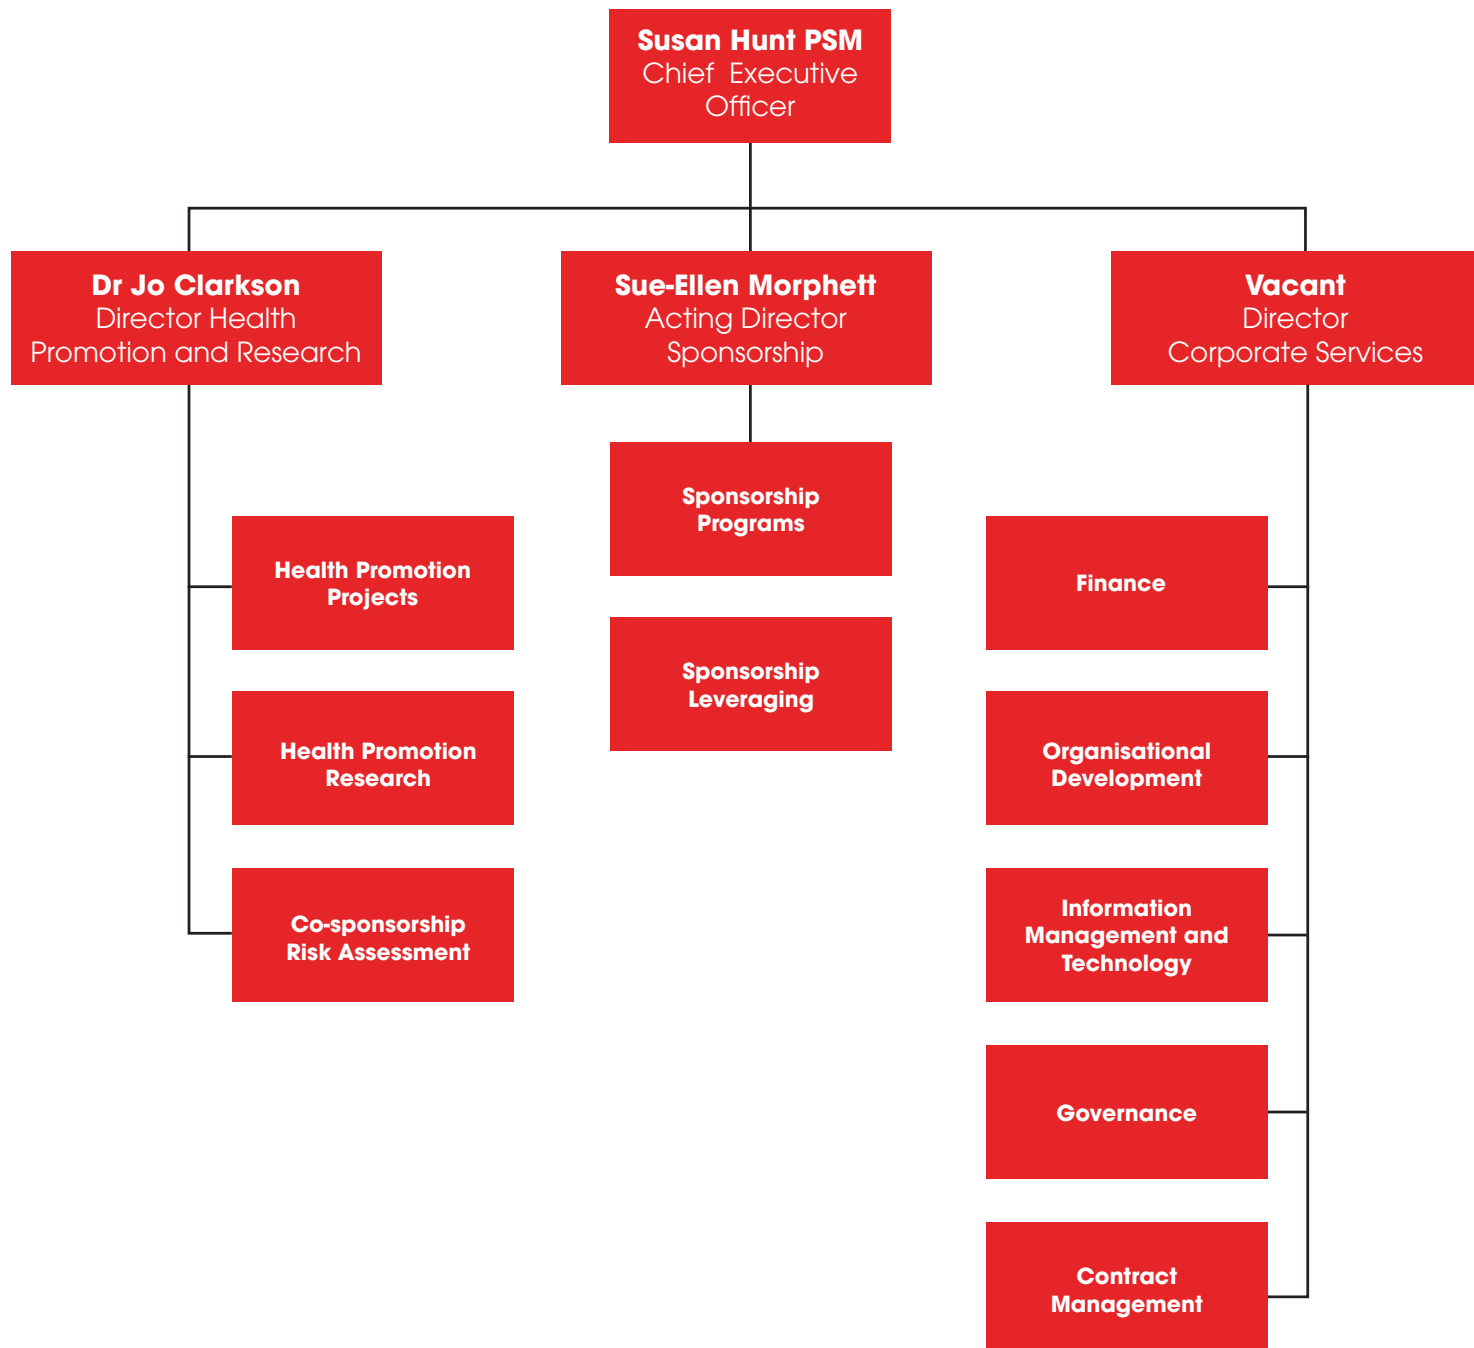 Susan Hunt PSM
Chief Executive
Officer
Dr Jo Clarkson
Director Health
Promotion and Research
Sue-Ellen Morphett
Acting Director
Sponsorship
Vacant
Director
Corporate Services
Health Promotion
Projects
Health Promotion
Research
Co-sponsorship
Risk Assessment
Sponsorship
Programs
Sponsorship
Leveraging
Finance
Organisational
Development
Information
Management and
Technology
Governance
Contract
Management